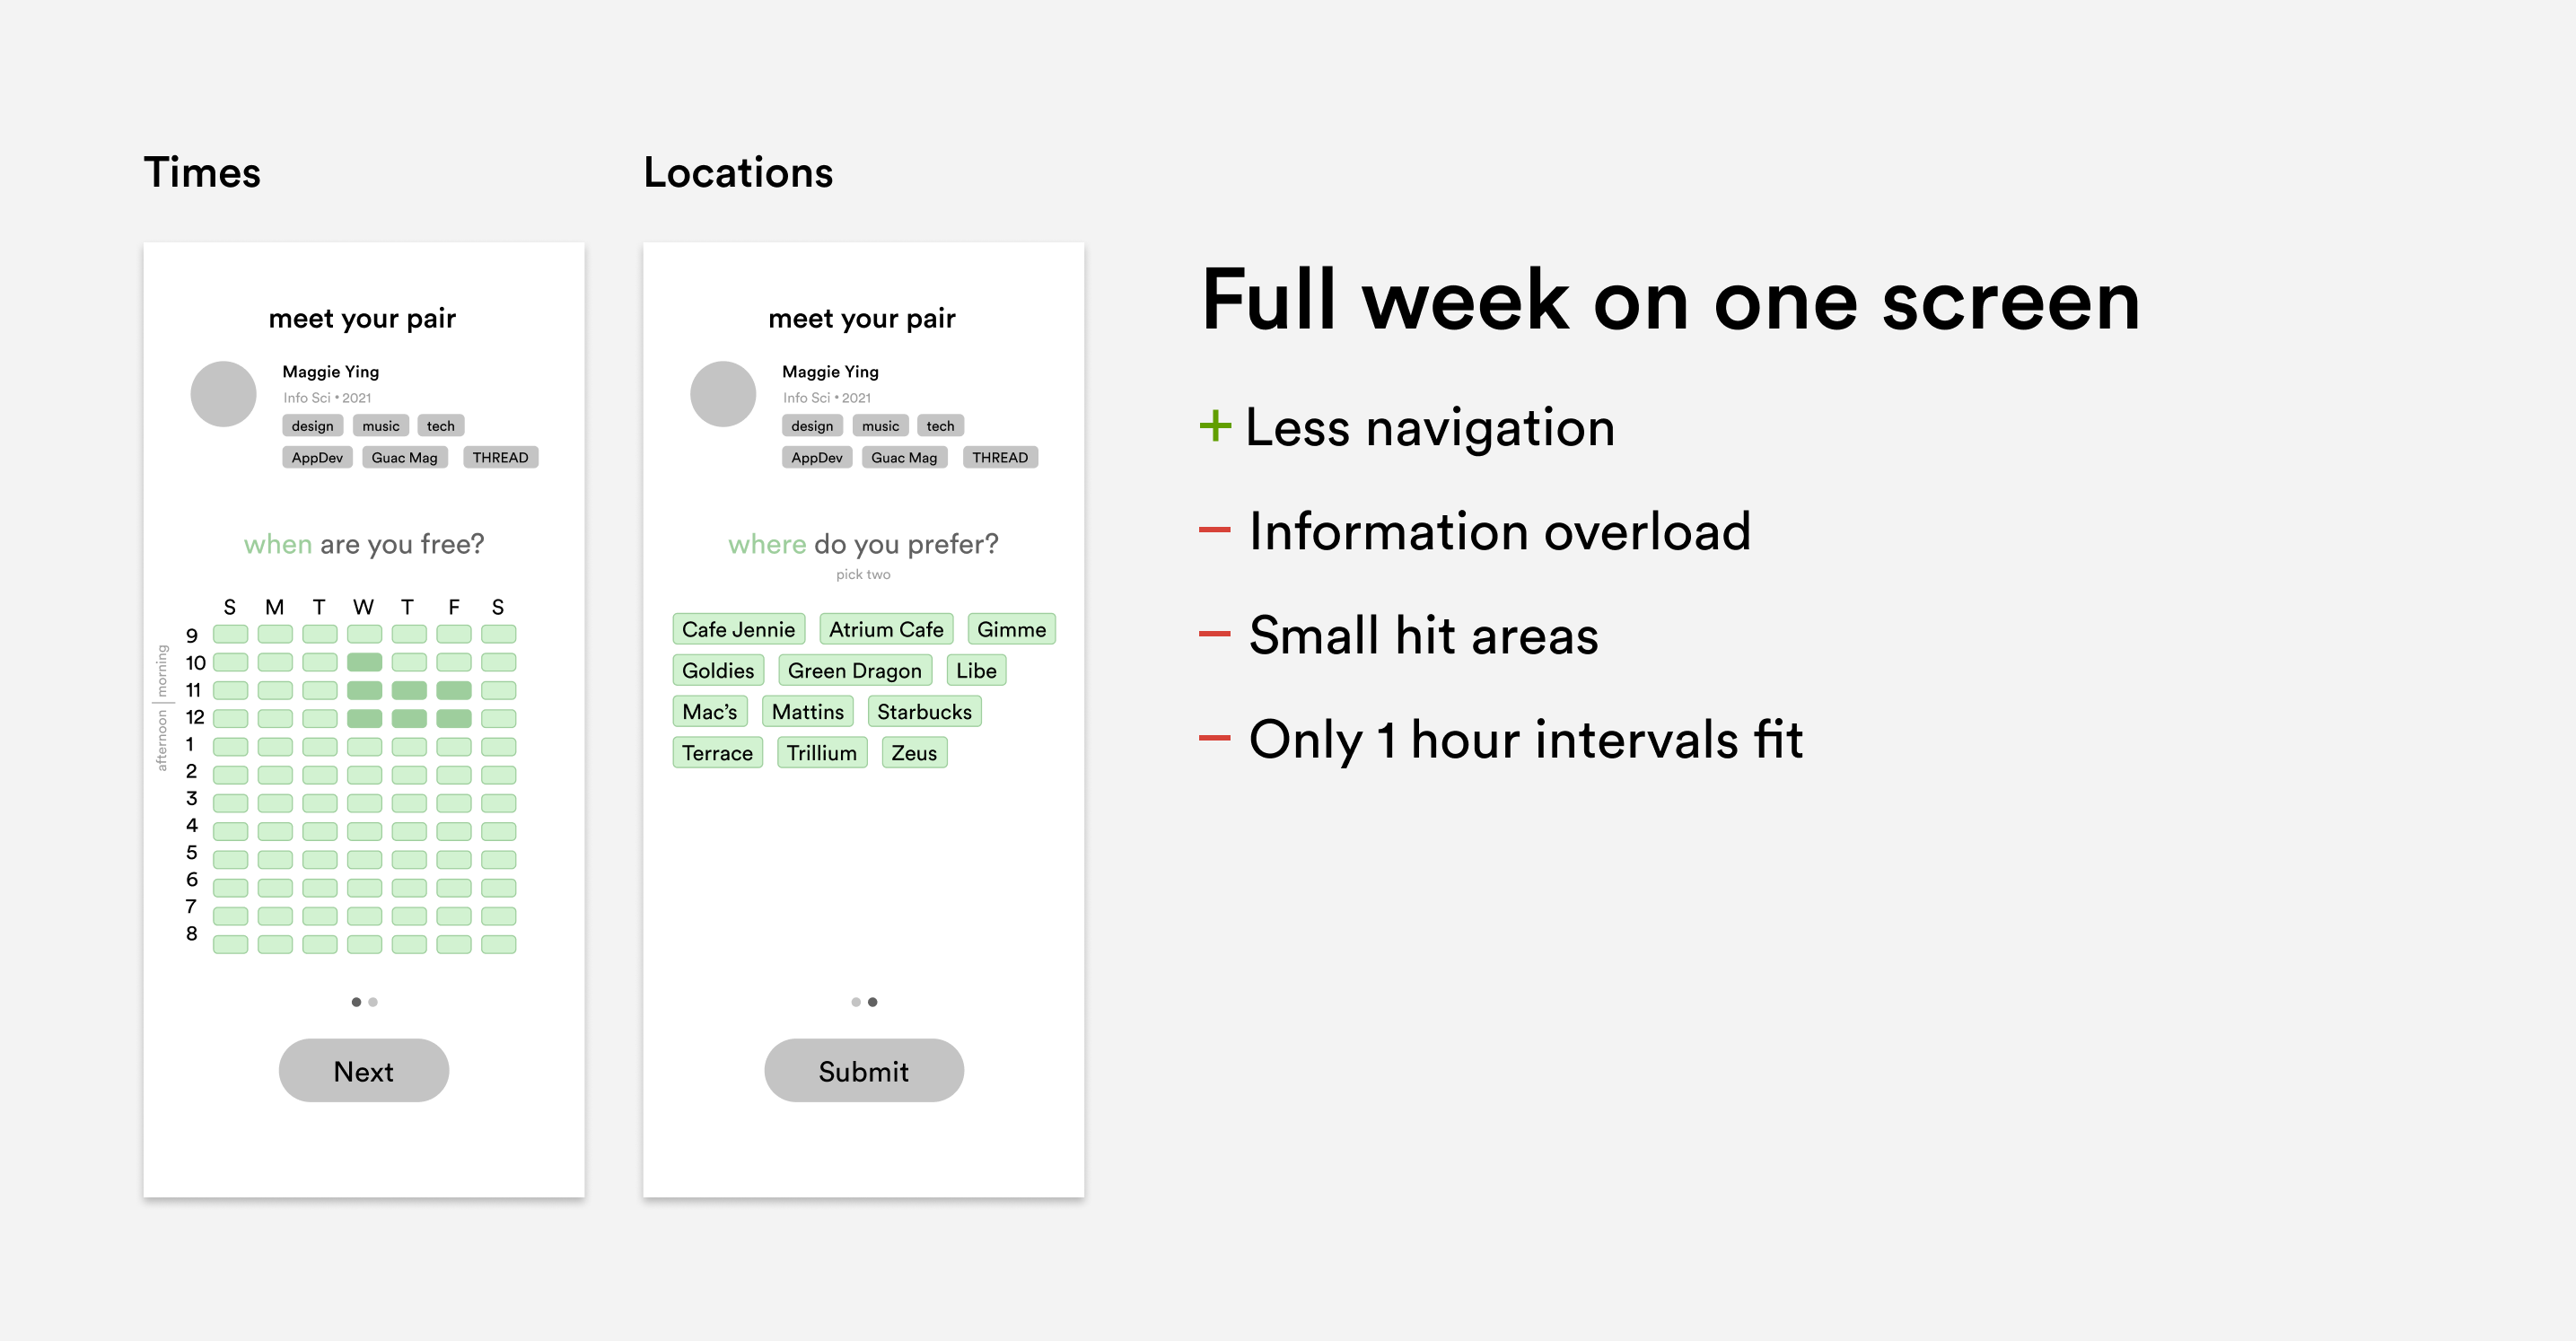 Times
meet your pair
Maggie Ying
Info Sci • 2021
design music tech
AppDev Guac Mag THREAD
when are you free?
S M T W T F S
morning | afternoon
9
10
11
12
1
2
3
4
5
6
7
8
Next
Locations
meet your pair
Maggie Ying
Info Sci • 2021
design music tech
AppDev Guac Mag THREAD
where do you prefer?
pick two
Cafe Jennie Atrium Cafe Gimme
Goldies Green Dragon Libe
Mac’s Mattins Starbucks
Terrace Trillium Zeus
Submit
Full week on one screen
+ Less navigation
– Information overload
– Small hit areas
– Only 1 hour intervals fit